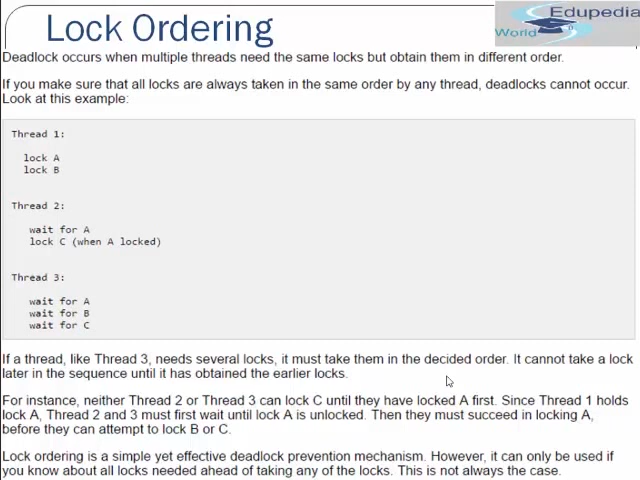 Lock Ordering
Edupedia
World
Deadlock occurs when multiple threads need the same locks but obtain them in different order.
If you make sure that all locks are always taken in the same order by any thread, deadlocks cannot occur.
Look at this example:
Thread 1:
lock A
lock B
Thread 2:
wait for A
lock C (when A locked)
Thread 3:
wait for A
wait for B
wait for C
If a thread, like Thread 3, needs several locks, it must take them in the decided order. It cannot take a lock
later in the sequence until it has obtained the earlier locks.
For instance, neither Thread 2 or Thread 3 can lock C until they have locked A first. Since Thread 1 holds
lock A, Thread 2 and 3 must first wait until lock A is unlocked. Then they must succeed in locking A,
before they can attempt to lock B or C.
Lock ordering is a simple yet effective deadlock prevention mechanism. However, it can only be used if
you know about all locks needed ahead of taking any of the locks. This is not always the case.